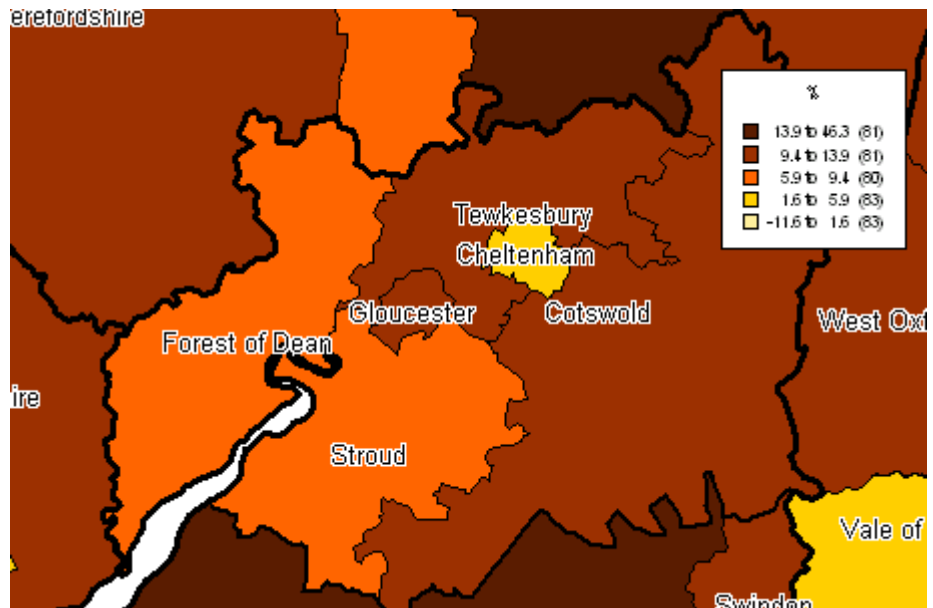 erefordshire
%
13.9 to 46.3 (81)
9.4 to 13.9 (81)
5.9 to 9.4 (80)
1.6 to 5.9 (83)
-11.6 to 1.6 (83)
Tewkesbury
Cheltenham
Gloucester
Cotswold
West Oxf
Forest of Dean
ire
Stroud
Vale of
Swindon